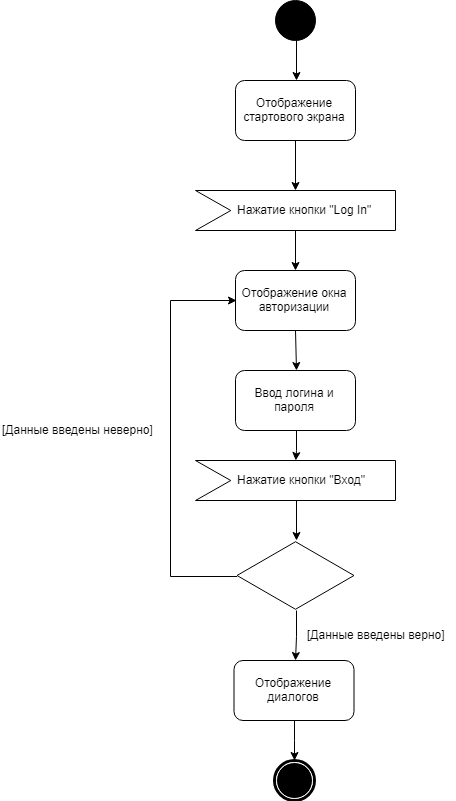 Отображение
стартового экрана
Нажатие кнопки "Log In"
Отображение окна
авторизации
Ввод логина и
пароля
[Данные введены неверно]
Нажатие кнопки "Вход"
[Данные введены верно]
Отображение
диалогов